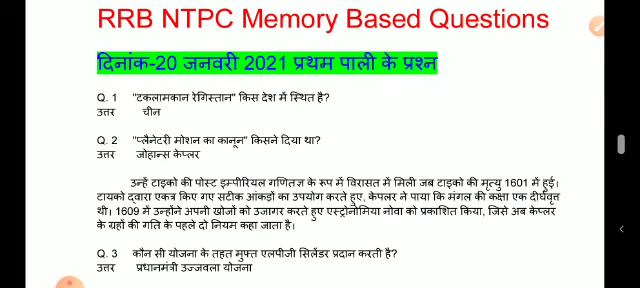 RRB NTPC Memory Based Questions
दिनांक-20 जनवरी 2021 प्रथम पाली के प्रश्न
Q. 1 "टकलामकान रेगिस्तान" किस देश में स्थित है?
उत्तर चीन
Q. 2 "प्लैनेटरी मोशन का कानून" किसने दिया था?
उत्तर जोहान्स केप्लर
उन्हें टाइको की पोस्ट इम्पीरियल गणितज्ञ के रूप में विरासत में मिली जब टाइको की मृत्यु 1601 में हुई।
टायको द्वारा एकत्र किए गए सटीक आंकड़ों का उपयोग करते हुए, केपलर ने पाया कि मंगल की कक्षा एक दीर्घवृत्त
थी। 1609 में उन्होंने अपनी खोजों को उजागर करते हुए एस्ट्रोनोमिया नोवा को प्रकाशित किया, जिसे अब केप्लर
के ग्रहों की गति के पहले दो नियम कहा जाता है।
Q. 3 कौन सी योजना के तहत मुफ्त एलपीजी सिलेंडर प्रदान करती है?
उत्तर प्रधानमंत्री उज्जवला योजना